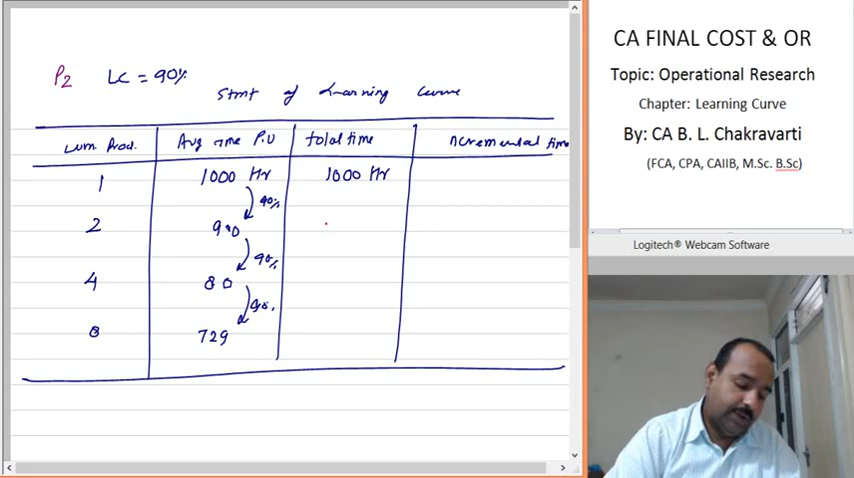 P2 LC = 90%
Stmt of Learning Curve
Cum. Prod. Avg Time P.U Total time Incremental time
1 1000 Hr 1000 Hr
90%
2 900
90%
4 80
90%
8 729
CA FINAL COST & OR
Topic: Operational Research
Chapter: Learning Curve
By: CA B. L. Chakravarti
(FCA, CPA, CAIIB, M.Sc. B.Sc)
Logitech® Webcam Software